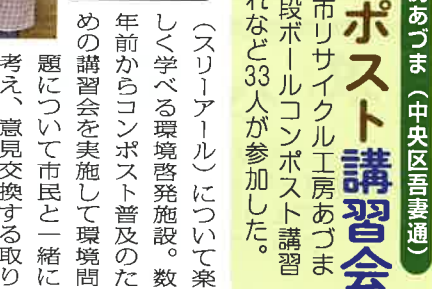 あづま（中央区吾妻通）
ポスト講習会
市リサイクル工房あづま
段ボールコンポスト講習
れなど33人が参加した。
（スリーアール）について楽
しく学べる環境啓発施設。数
年前からコンポスト普及のた
めの講習会を実施して環境問
題について市民と一緒に
考え、意見交換する取り